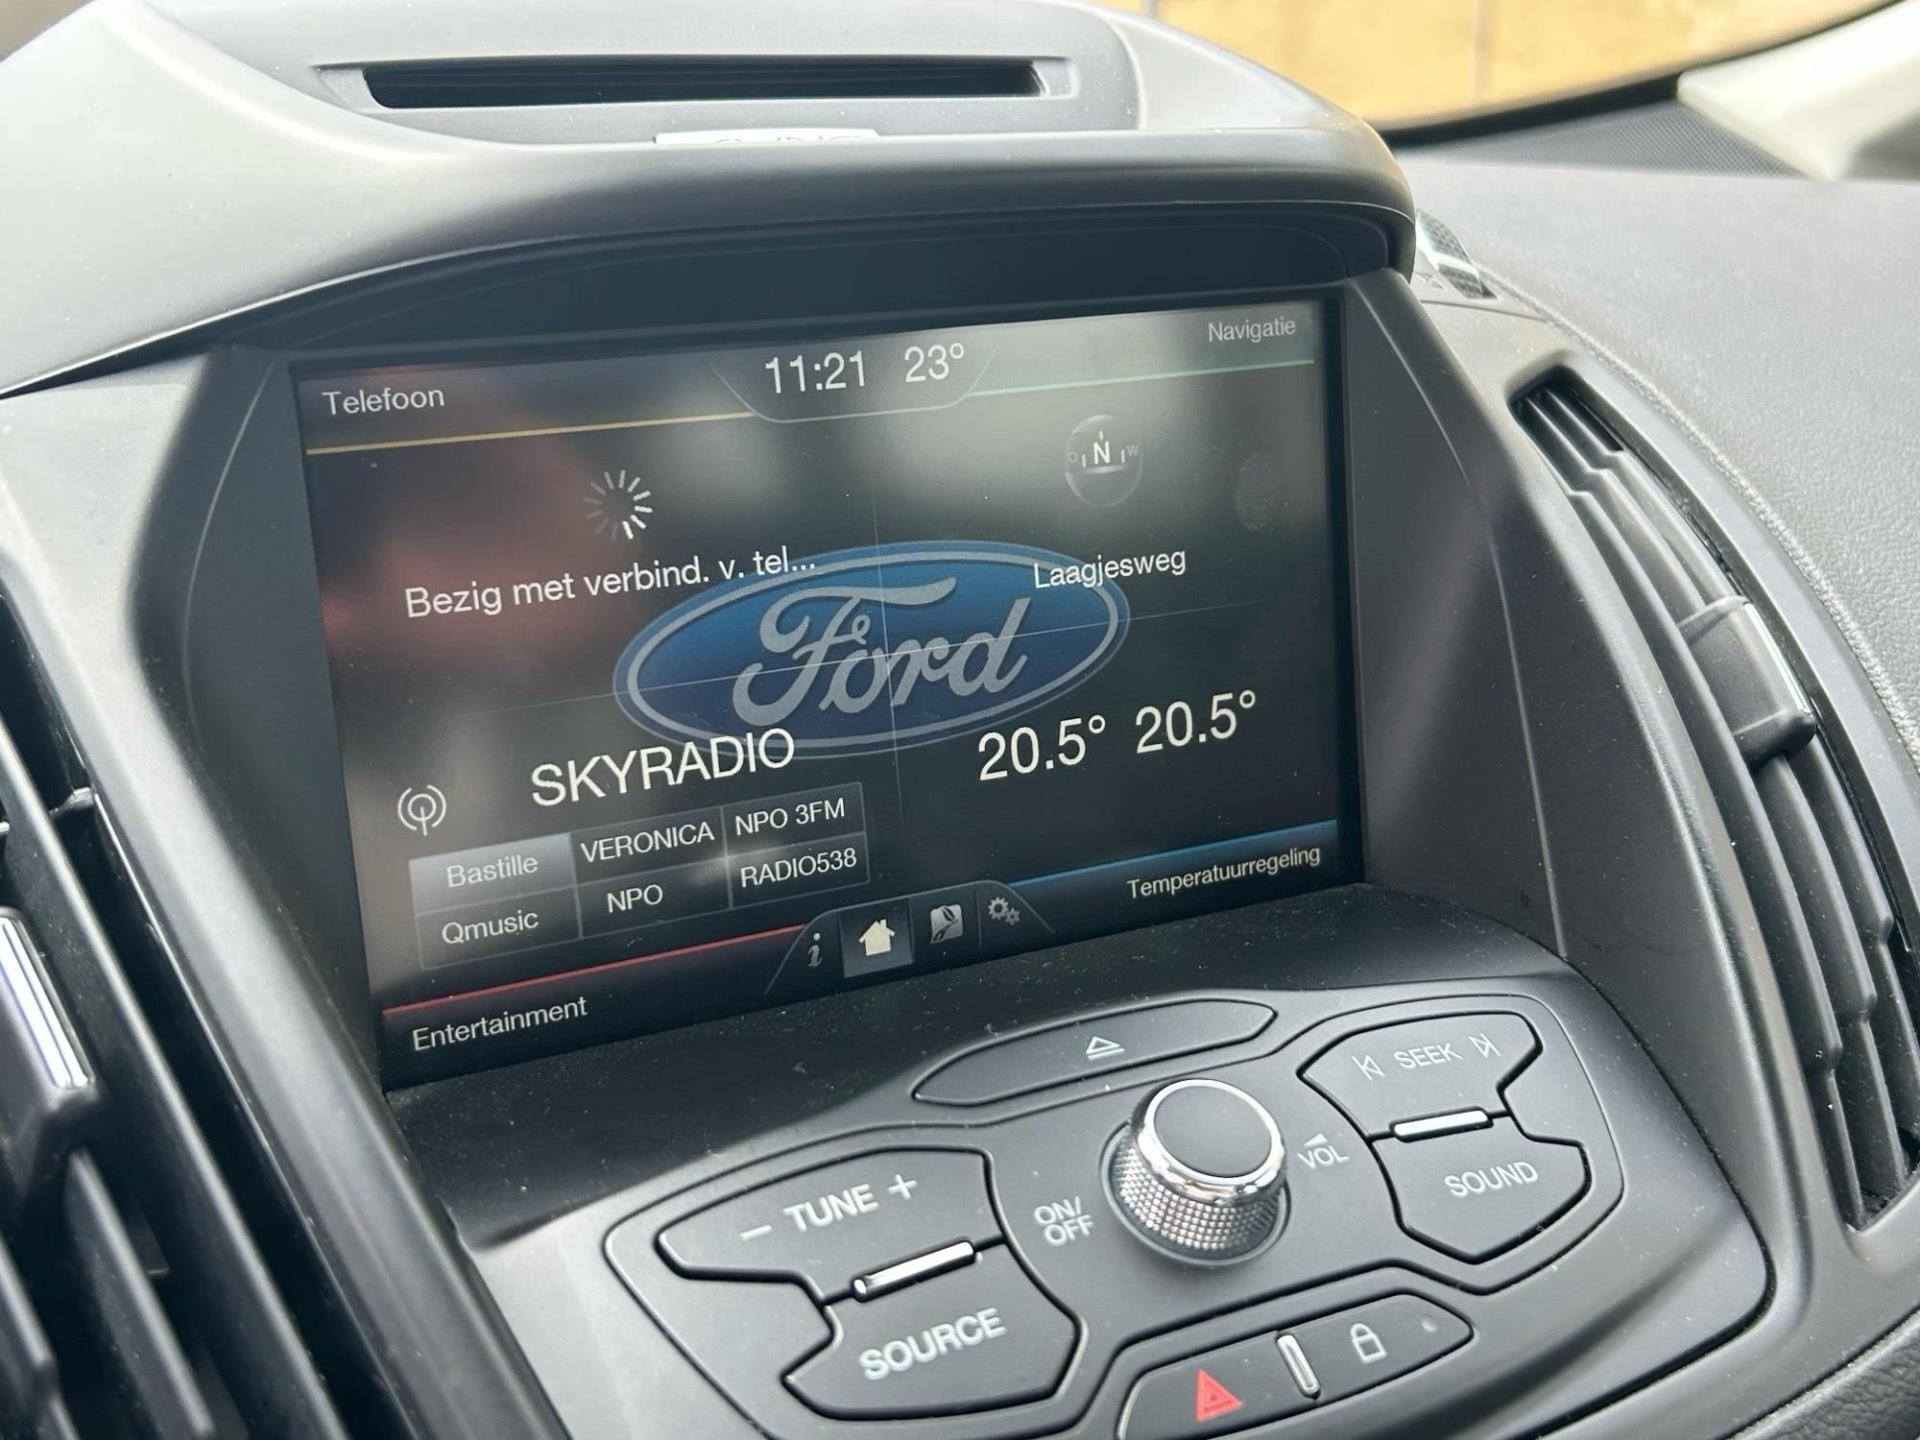 Telefoon
11:21 23°
Navigatie
O N W
Bezig met verbind. v. tel...
Laagjesweg
Ford
SKYRADIO
20.5° 20.5°
Bastille VERONICA NPO 3FM
Qmusic NPO RADIO538
i
Temperatuurregeling
Entertainment
SEEK
VOL
SOUND
– TUNE +
ON/
OFF
SOURCE